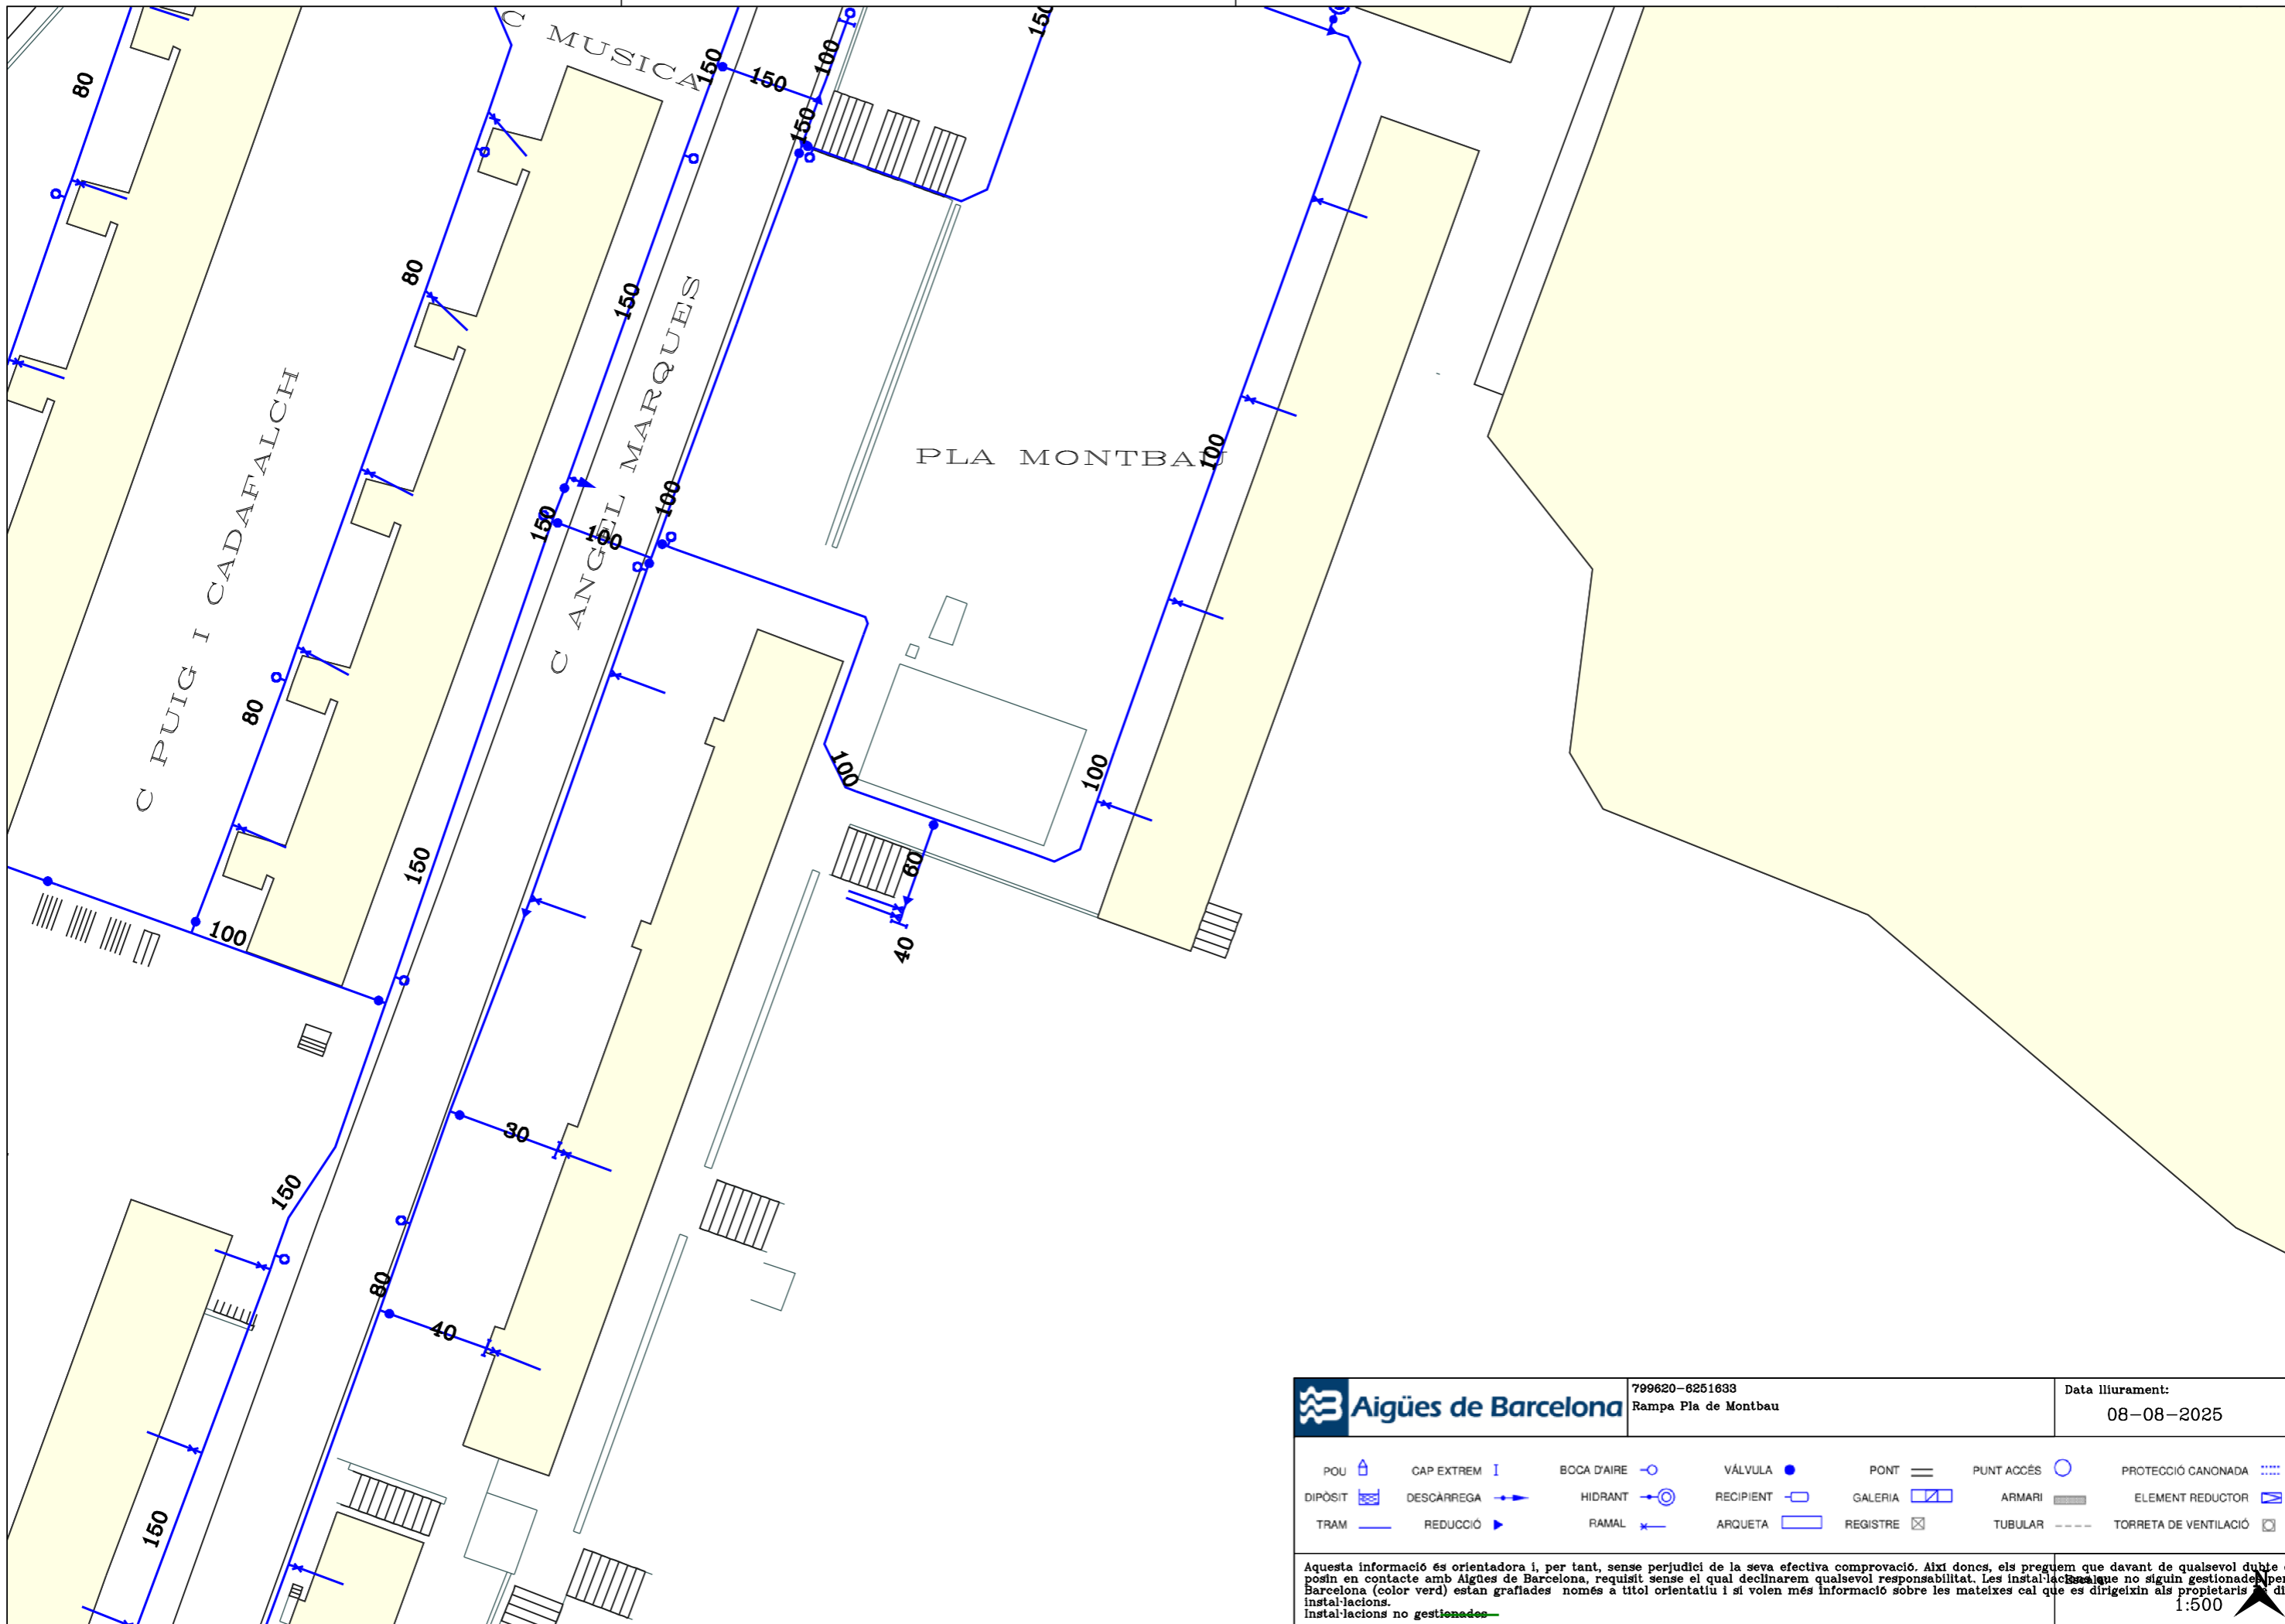 C MUSICA
C PUIG I CADAFALCH
C ANGEL MARQUES
PLA MONTBAU
80
80
80
80
150
150
150
150
150
150
150
150
150
100
100
100
100
100
100
100
60
40
30
40
Aigües de Barcelona
799620-6251633
Rampa Pla de Montbau
Data lliurament:
08-08-2025
POU CAP EXTREM BOCA D'AIRE VÁLVULA PONT PUNT ACCÉS PROTECCIÓ CANONADA
DIPÒSIT DESCÀRREGA HIDRANT RECIPIENT GALERIA ARMARI ELEMENT REDUCTOR
TRAM REDUCCIÓ RAMAL ARQUETA REGISTRE TUBULAR TORRETA DE VENTILACIÓ
Aquesta informació és orientadora i, per tant, sense perjudici de la seva efectiva comprovació. Així doncs, els preguem que davant de qualsevol dubte
posin en contacte amb Aigües de Barcelona, requisit sense el qual declinarem qualsevol responsabilitat. Les instal·lacions que no siguin gestionades per
Barcelona (color verd) estan grafiades només a títol orientatiu i si volen més informació sobre les mateixes cal que es dirigeixin als propietaris
instal·lacions.
Instal·lacions no gestionades
Escala:
1:500
N